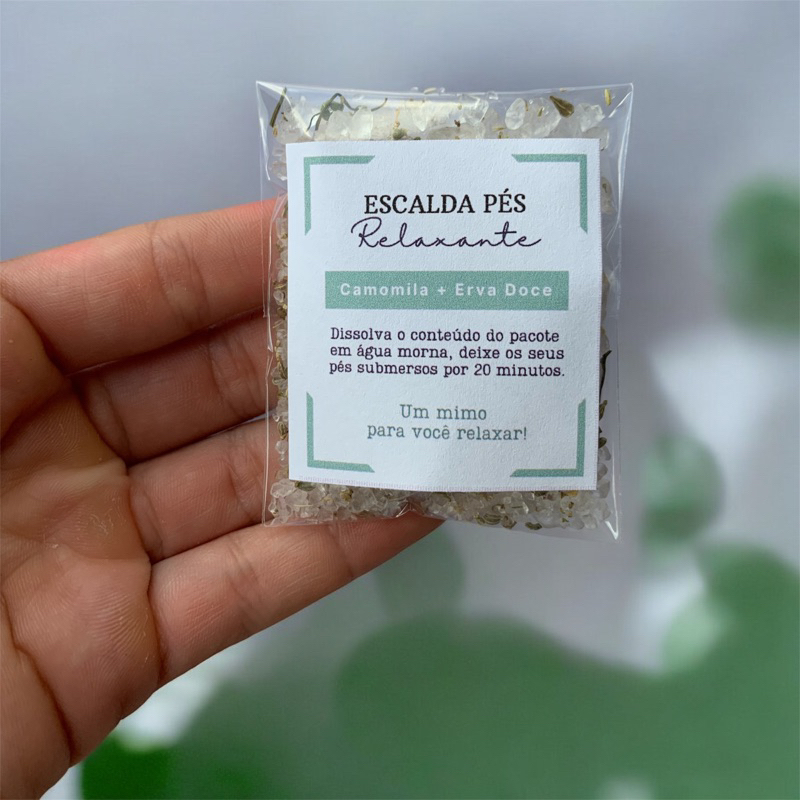 ESCALDA PÉS
Relaxante
Camomila + Erva Doce
Dissolva o conteúdo do pacote
em água morna, deixe os seus
pés submersos por 20 minutos.
Um mimo
para você relaxar!